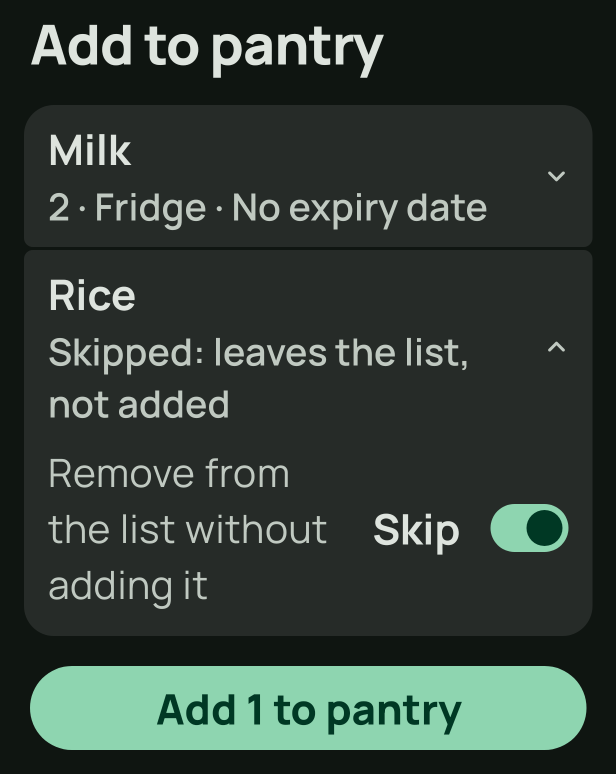 Add to pantry
Milk
2 · Fridge · No expiry date
Rice
Skipped: leaves the list,
not added
Remove from
the list without
adding it
Skip
Add 1 to pantry